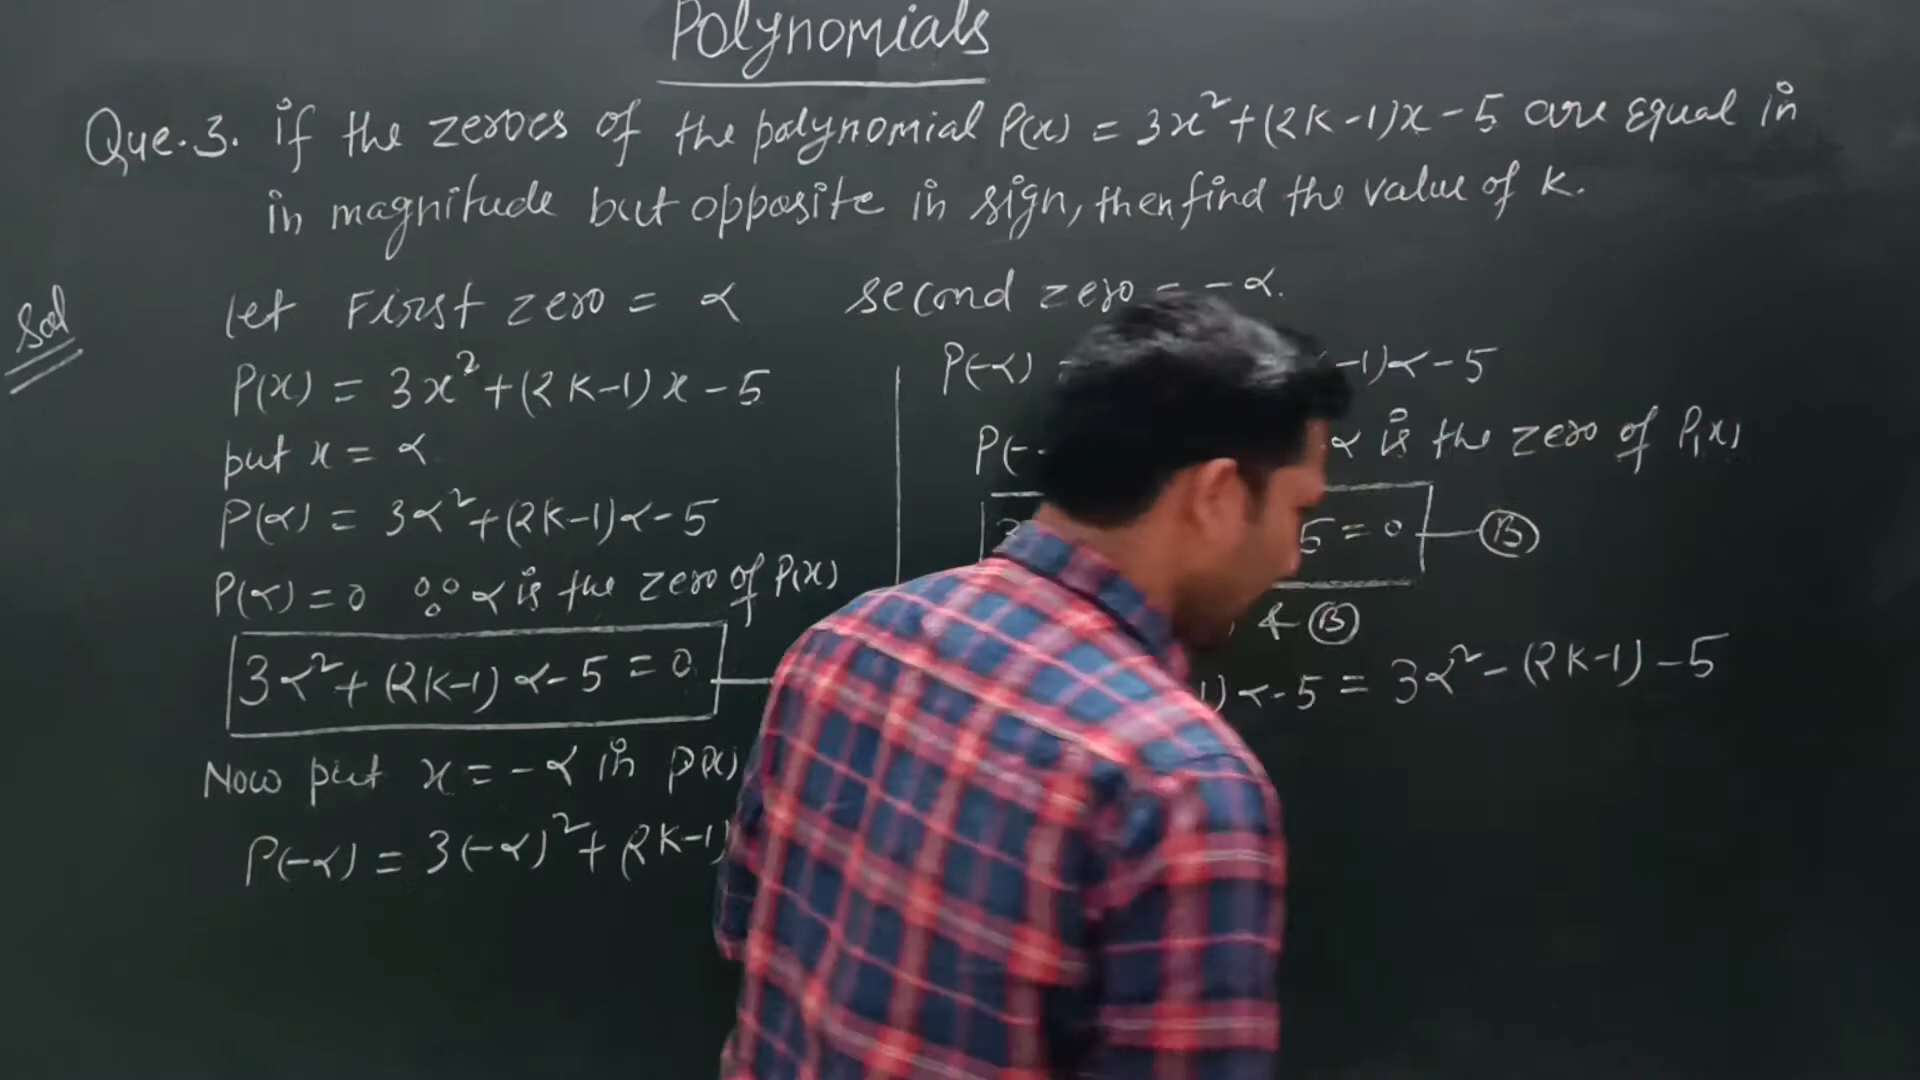 Polynomials
Que.3. if the zeroes of the polynomial P(x) = 3x²+(2K-1)x-5 are equal in
in magnitude but opposite in sign, then find the value of K.
Sol
let First zero = α second zero = -α.
P(x) = 3x²+(2K-1)x-5
put x = α
P(α) = 3α²+(2K-1)α-5
P(α)=0 ∵ α is the zero of P(x)
3α²+(2K-1)α-5=0
Now put x=-α in P(x)
P(-α) = 3(-α)²+(2K-1)
P(-α) -1)α-5
P(- α is the zero of P(x)
5=0 B
& B
1)α-5 = 3α²-(2K-1)-5